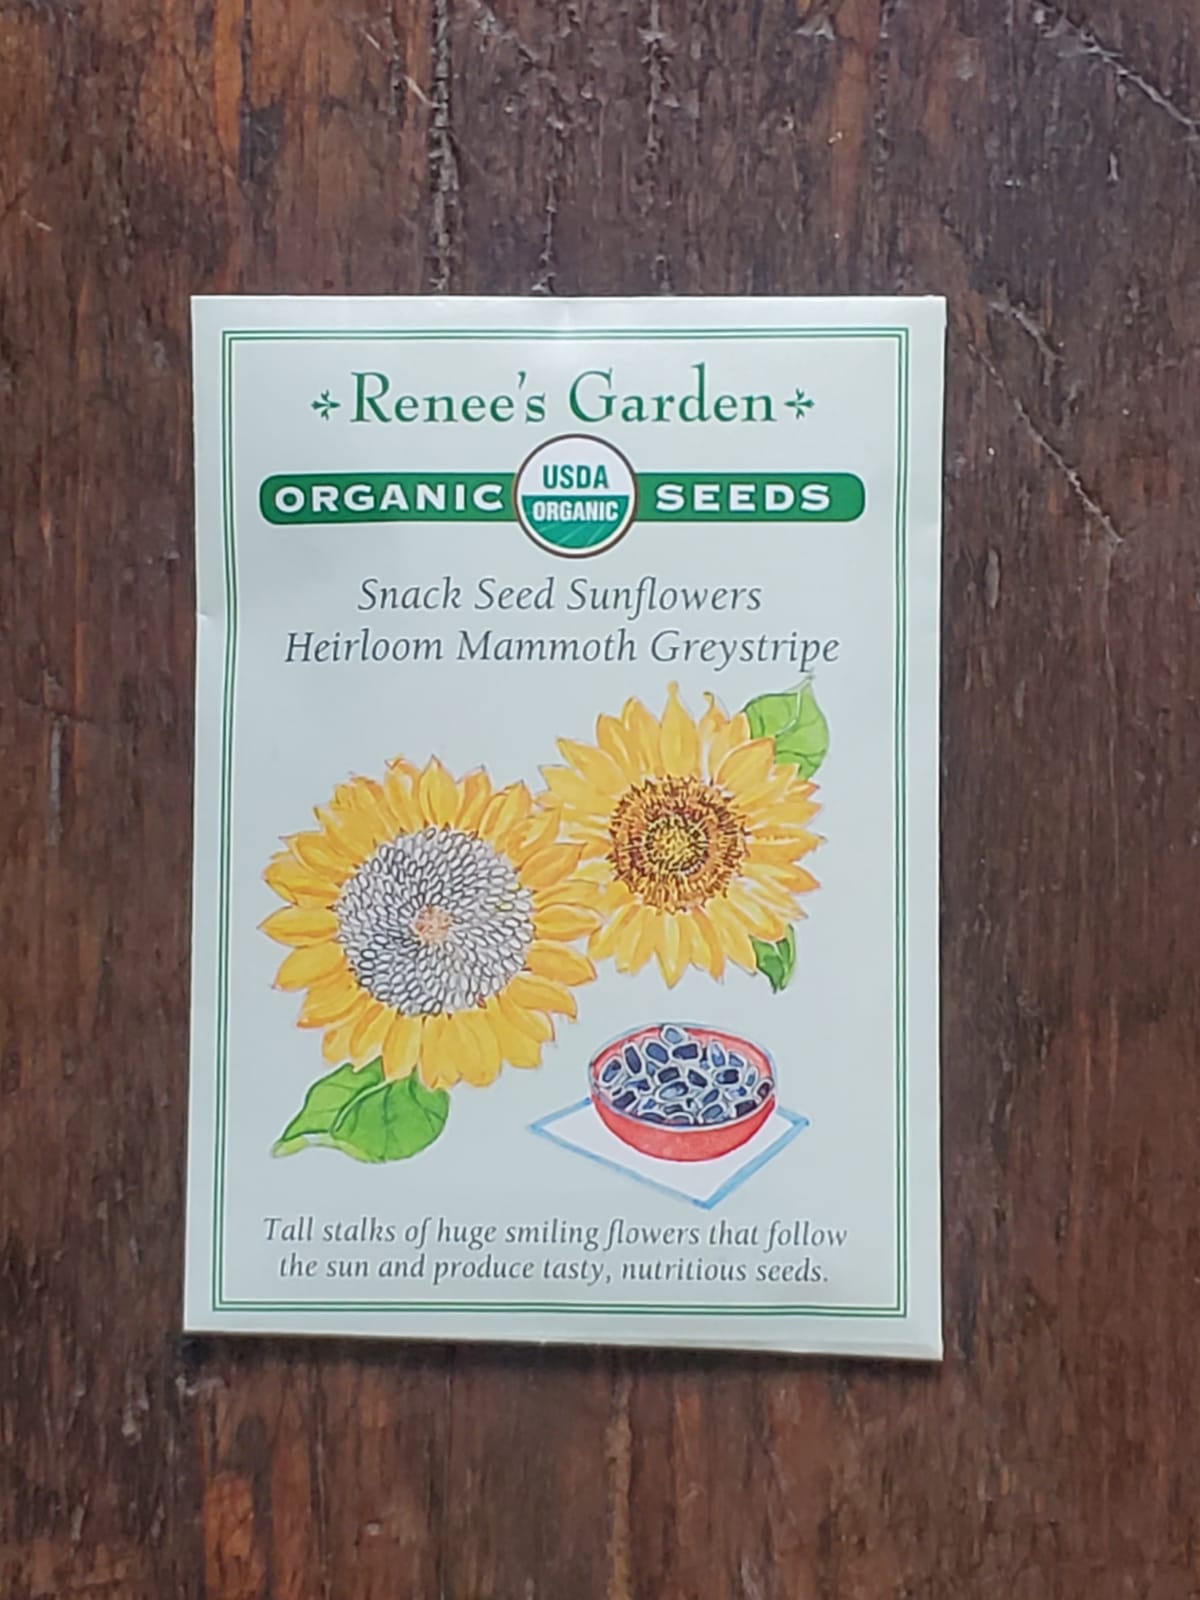 Renee's Garden
ORGANIC USDA ORGANIC SEEDS
Snack Seed Sunflowers
Heirloom Mammoth Greystripe
Tall stalks of huge smiling flowers that follow
the sun and produce tasty, nutritious seeds.